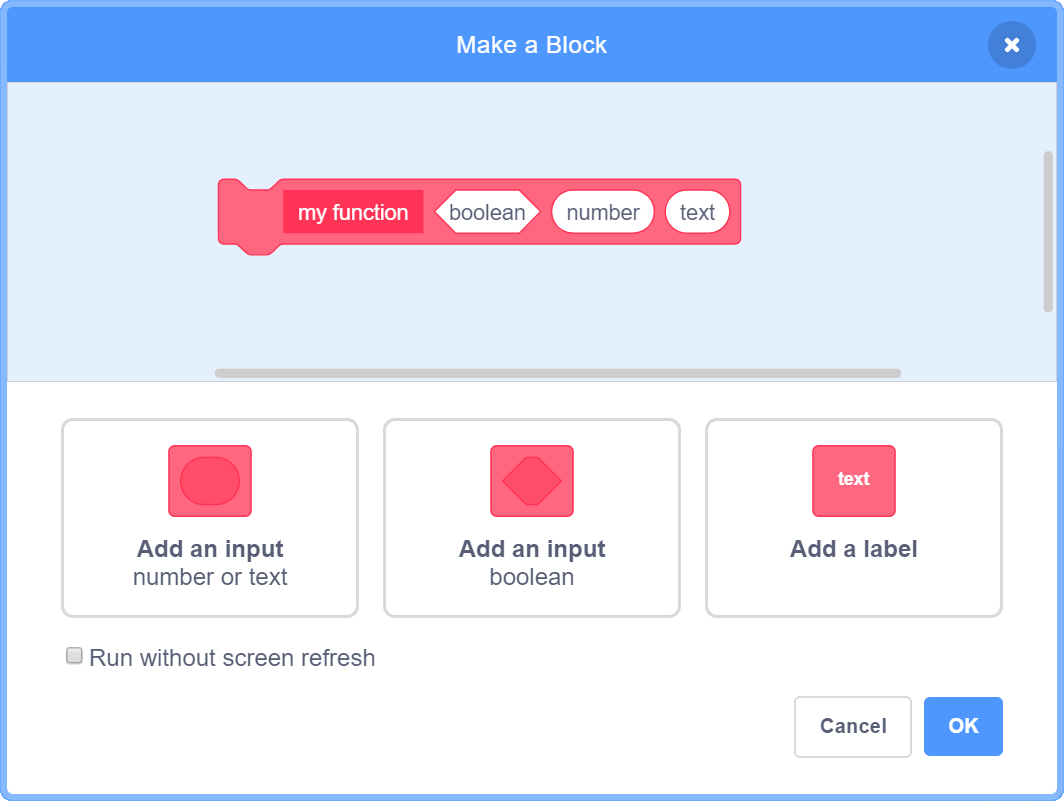 Make a Block
my function boolean number text
text
Add an input
number or text
Add an input
boolean
Add a label
Run without screen refresh
Cancel
OK